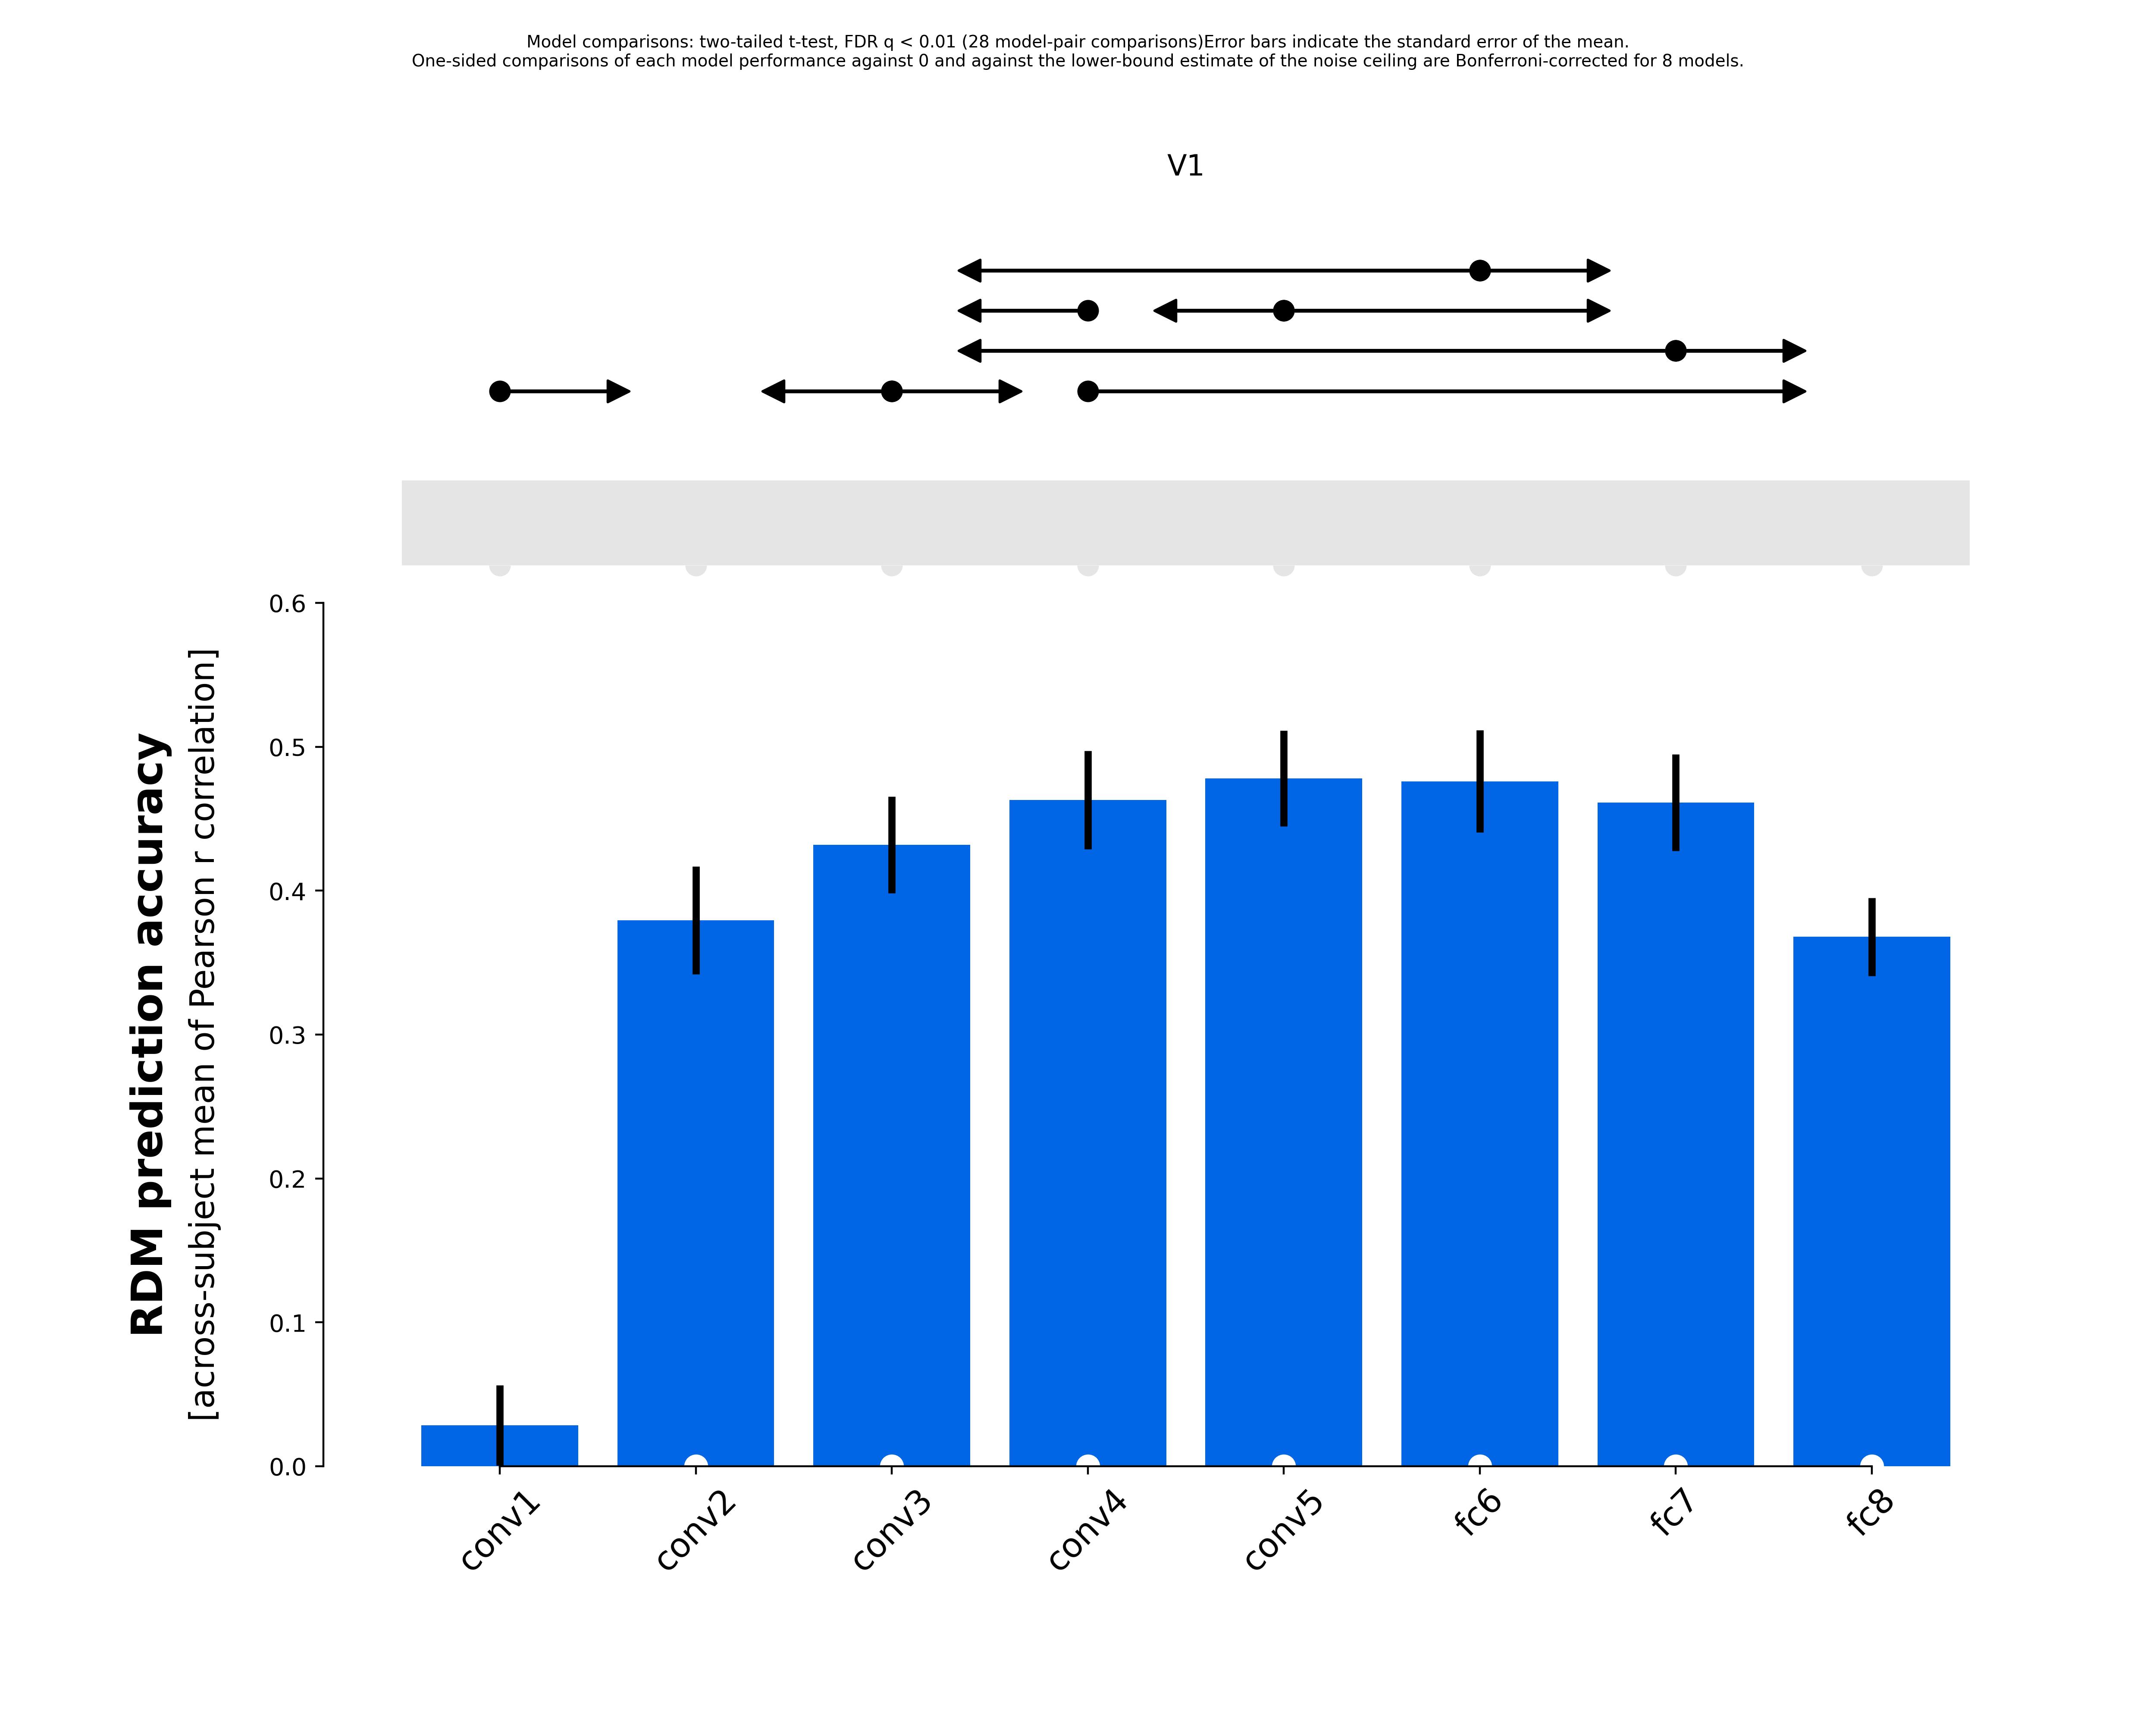 Model comparisons: two-tailed t-test, FDR q < 0.01 (28 model-pair comparisons)Error bars indicate the standard error of the mean.
One-sided comparisons of each model performance against 0 and against the lower-bound estimate of the noise ceiling are Bonferroni-corrected for 8 models.
V1
RDM prediction accuracy
[across-subject mean of Pearson r correlation]
0.6
0.5
0.4
0.3
0.2
0.1
0.0
conv1
conv2
conv3
conv4
conv5
fc6
fc7
fc8